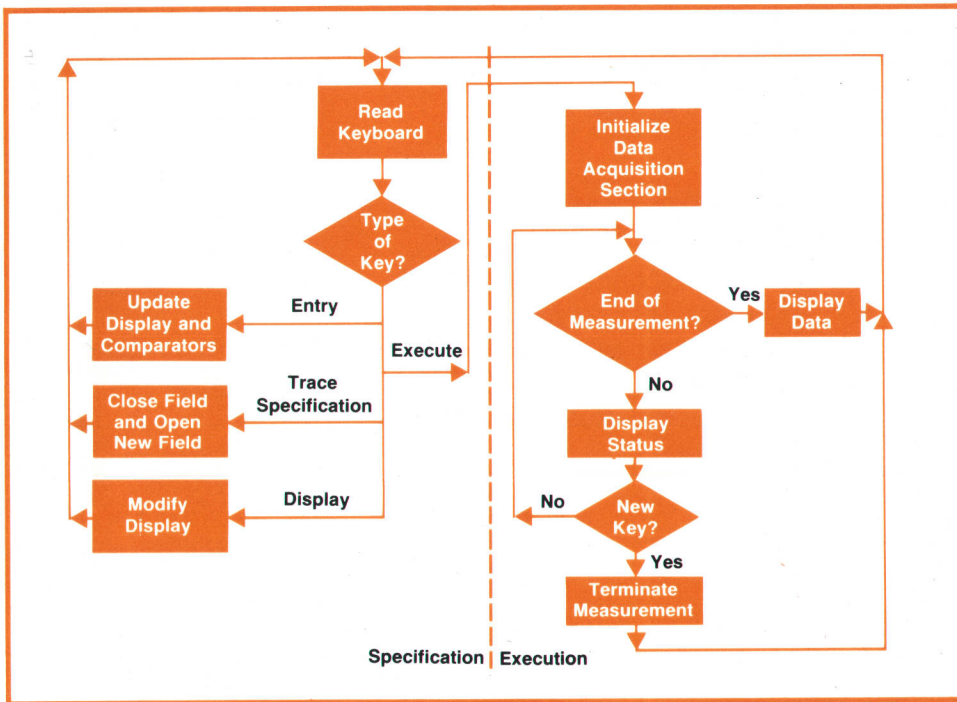 Read
Keyboard
Type
of
Key?
Entry
Update
Display and
Comparators
Execute
Trace
Specification
Close Field
and Open
New Field
Display
Modify
Display
Initialize
Data
Acquisition
Section
End of
Measurement?
Yes
Display
Data
No
Display
Status
No
New
Key?
Yes
Terminate
Measurement
Specification
Execution